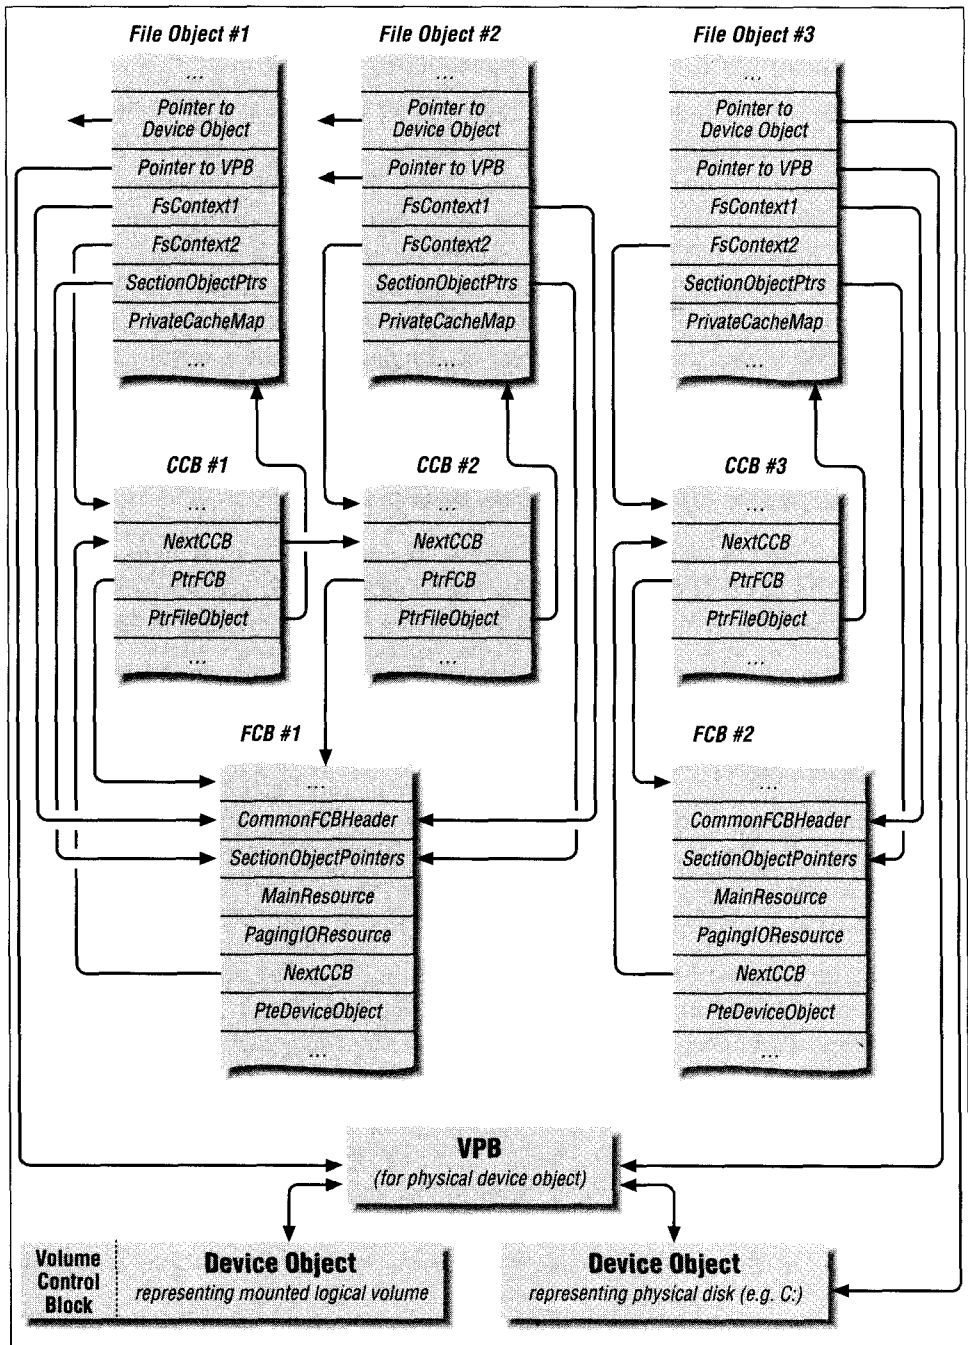 File Object #1
...
Pointer to
Device Object
Pointer to VPB
FsContext1
FsContext2
SectionObjectPtrs
PrivateCacheMap
...
File Object #2
...
Pointer to
Device Object
Pointer to VPB
FsContext1
FsContext2
SectionObjectPtrs
PrivateCacheMap
...
File Object #3
...
Pointer to
Device Object
Pointer to VPB
FsContext1
FsContext2
SectionObjectPtrs
PrivateCacheMap
...
CCB #1
...
NextCCB
PtrFCB
PtrFileObject
...
CCB #2
...
NextCCB
PtrFCB
PtrFileObject
...
CCB #3
...
NextCCB
PtrFCB
PtrFileObject
...
FCB #1
...
CommonFCBHeader
SectionObjectPointers
MainResource
PagingIOResource
NextCCB
PteDeviceObject
...
FCB #2
...
CommonFCBHeader
SectionObjectPointers
MainResource
PagingIOResource
NextCCB
PteDeviceObject
...
VPB
(for physical device object)
Volume
Control
Block
Device Object
representing mounted logical volume
Device Object
representing physical disk (e.g. C:)